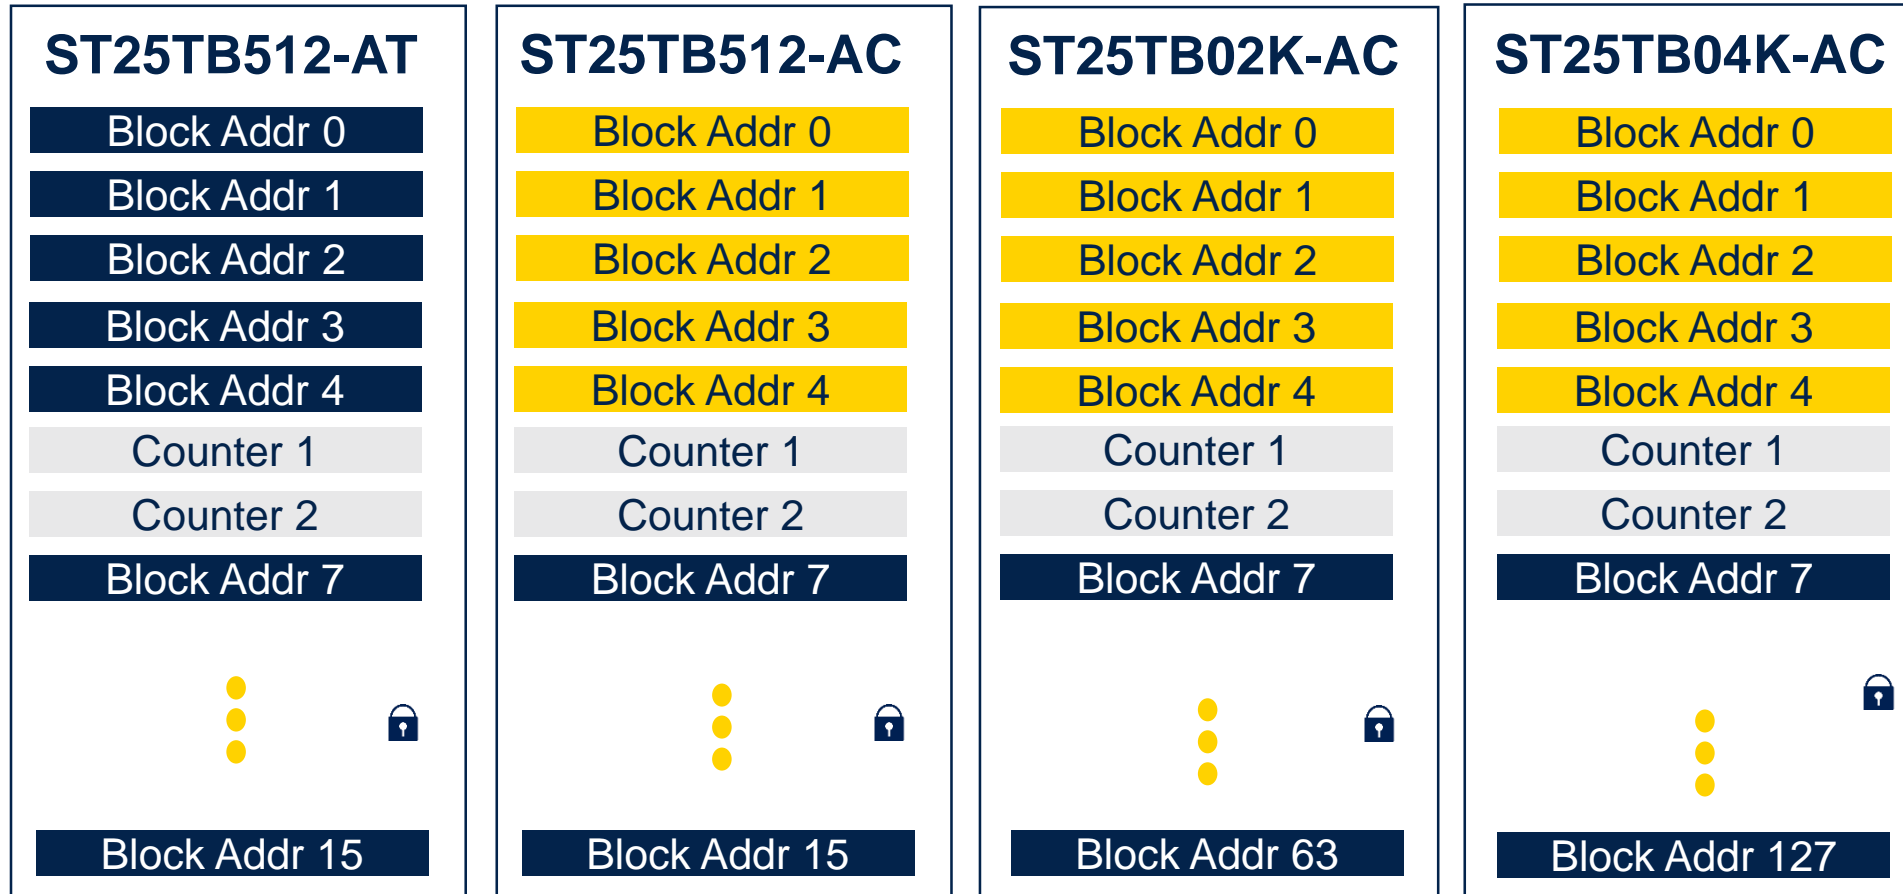 ST25TB512-AT
Block Addr 0
Block Addr 1
Block Addr 2
Block Addr 3
Block Addr 4
Counter 1
Counter 2
Block Addr 7
Block Addr 15
ST25TB512-AC
Block Addr 0
Block Addr 1
Block Addr 2
Block Addr 3
Block Addr 4
Counter 1
Counter 2
Block Addr 7
Block Addr 15
ST25TB02K-AC
Block Addr 0
Block Addr 1
Block Addr 2
Block Addr 3
Block Addr 4
Counter 1
Counter 2
Block Addr 7
Block Addr 63
ST25TB04K-AC
Block Addr 0
Block Addr 1
Block Addr 2
Block Addr 3
Block Addr 4
Counter 1
Counter 2
Block Addr 7
Block Addr 127